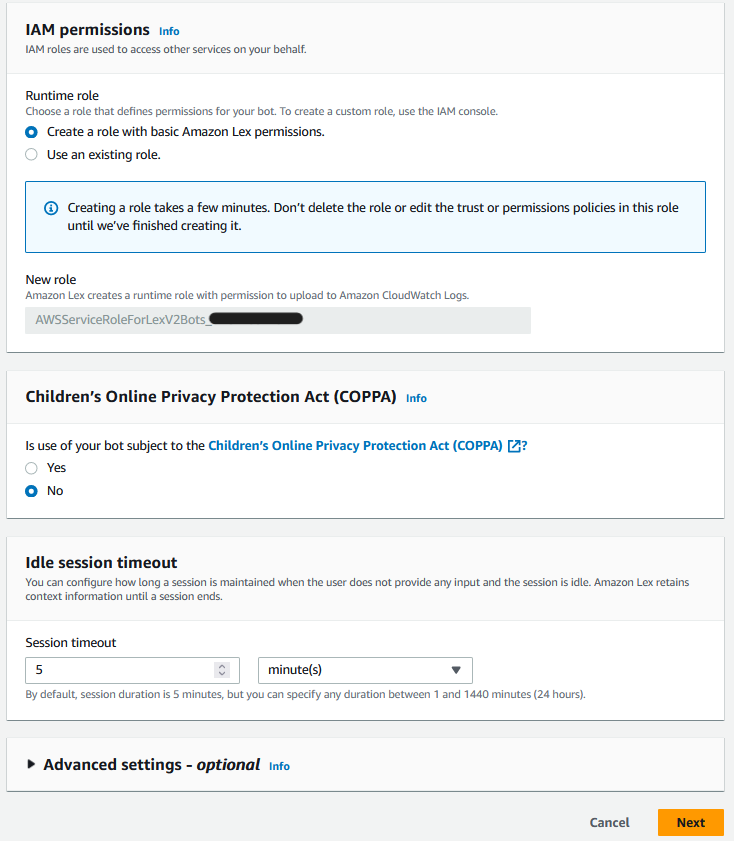 IAM permissions Info
IAM roles are used to access other services on your behalf.
Runtime role
Choose a role that defines permissions for your bot. To create a custom role, use the IAM console.
Create a role with basic Amazon Lex permissions.
Use an existing role.
Creating a role takes a few minutes. Don’t delete the role or edit the trust or permissions policies in this role
until we’ve finished creating it.
New role
Amazon Lex creates a runtime role with permission to upload to Amazon CloudWatch Logs.
AWSServiceRoleForLexV2Bots_
Children’s Online Privacy Protection Act (COPPA) Info
Is use of your bot subject to the Children’s Online Privacy Protection Act (COPPA) ?
Yes
No
Idle session timeout
You can configure how long a session is maintained when the user does not provide any input and the session is idle. Amazon Lex retains
context information until a session ends.
Session timeout
5 minute(s)
By default, session duration is 5 minutes, but you can specify any duration between 1 and 1440 minutes (24 hours).
Advanced settings - optional Info
Cancel Next